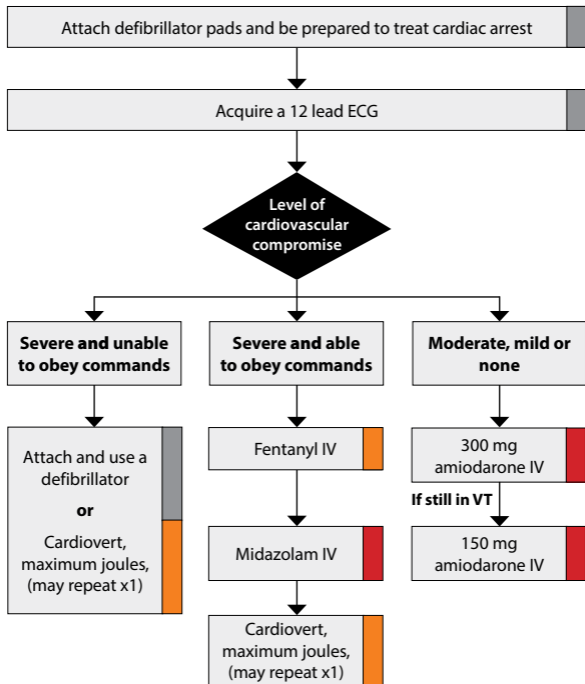 Attach defibrillator pads and be prepared to treat cardiac arrest
Acquire a 12 lead ECG
Level of
cardiovascular
compromise
Severe and unable
to obey commands
Severe and able
to obey commands
Moderate, mild or
none
Attach and use a
defibrillator
or
Cardiovert,
maximum joules,
(may repeat x1)
Fentanyl IV
Midazolam IV
Cardiovert,
maximum joules,
(may repeat x1)
300 mg
amiodarone IV
If still in VT
150 mg
amiodarone IV